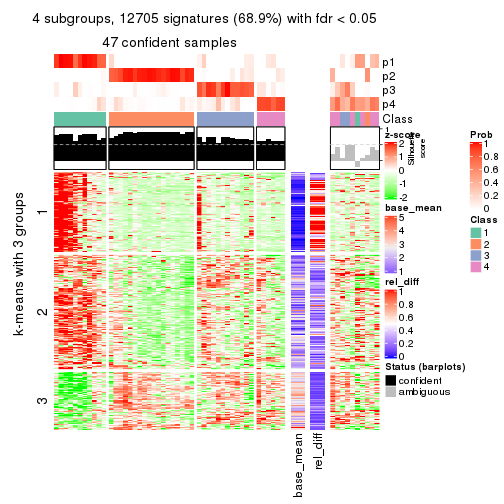 4 subgroups, 12705 signatures (68.9%) with fdr < 0.05
47 confident samples
p1
p2
p3
p4
Class
1
Silhouette
score
k-means with 3 groups
1
2
3
base_mean
rel_diff
z-score
2
1
0
-1
-2
base_mean
5
4
3
2
1
rel_diff
1
0.8
0.6
0.4
0.2
0
Status (barplots)
confident
ambiguous
Prob
1
0.8
0.6
0.4
0.2
0
Class
1
2
3
4